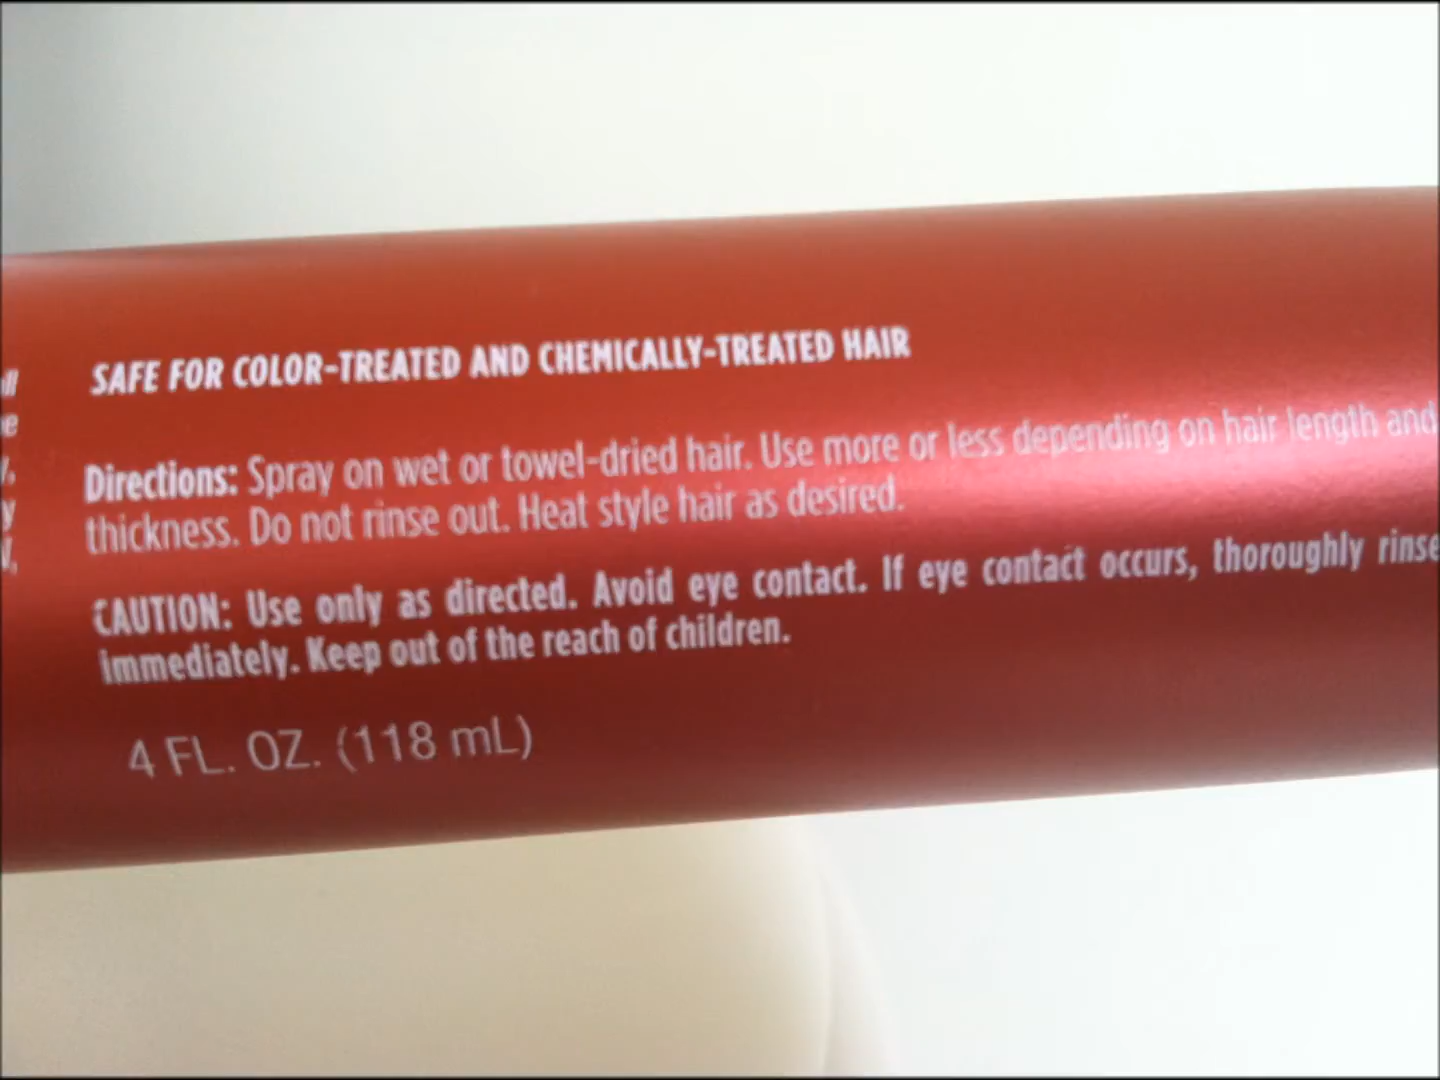 SAFE FOR COLOR-TREATED AND CHEMICALLY-TREATED HAIR
Directions: Spray on wet or towel-dried hair. Use more or less depending on hair length and
thickness. Do not rinse out. Heat style hair as desired.
CAUTION: Use only as directed. Avoid eye contact. If eye contact occurs, thoroughly rinse
immediately. Keep out of the reach of children.
4 FL. OZ. (118 mL)